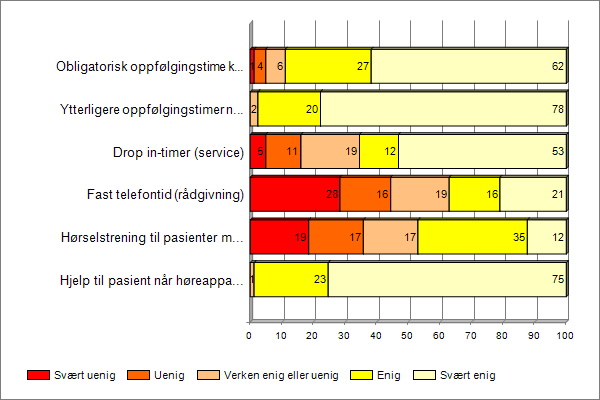 Obligatorisk oppfølgingstime k... 1 4 6 27 62
Ytterligere oppfølgingstimer n... 2 20 78
Drop in-timer (service) 5 11 19 12 53
Fast telefontid (rådgivning) 28 16 19 16 21
Hørselstrening til pasienter m... 19 17 17 35 12
Hjelp til pasient når høreappa... 1 23 75
0 10 20 30 40 50 60 70 80 90 100
Svært uenig Uenig Verken enig eller uenig Enig Svært enig